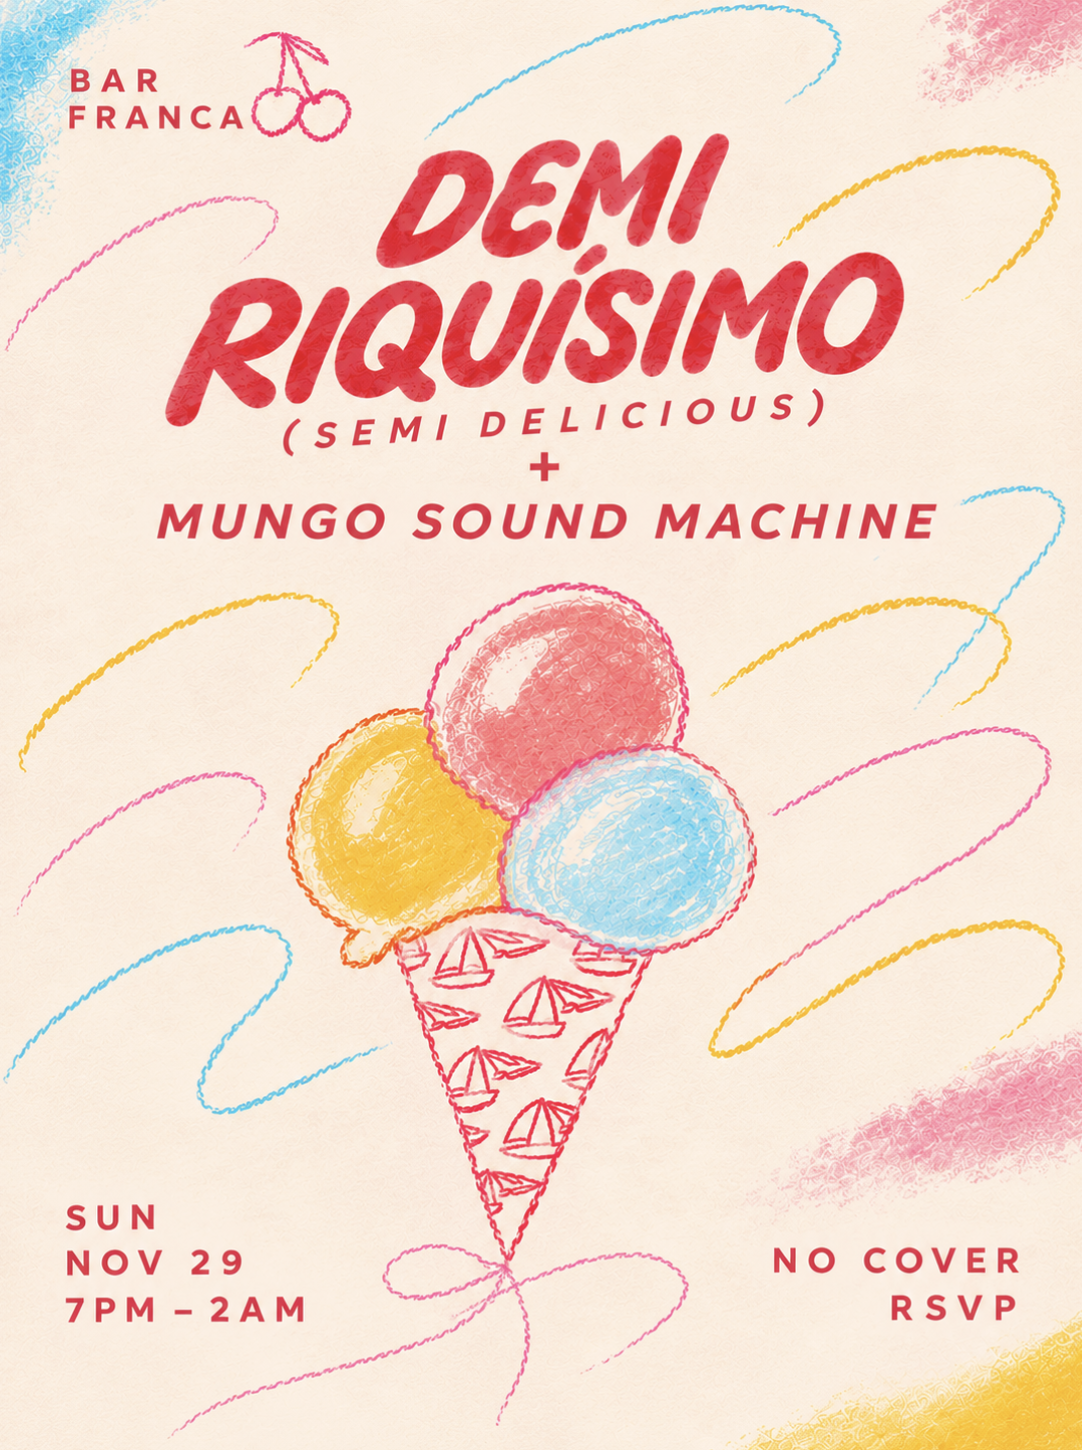 BAR
FRANCA
DEMI
RIQUÍSIMO
(SEMI DELICIOUS)
+
MUNGO SOUND MACHINE
SUN
NOV 29
7PM – 2AM
NO COVER
RSVP